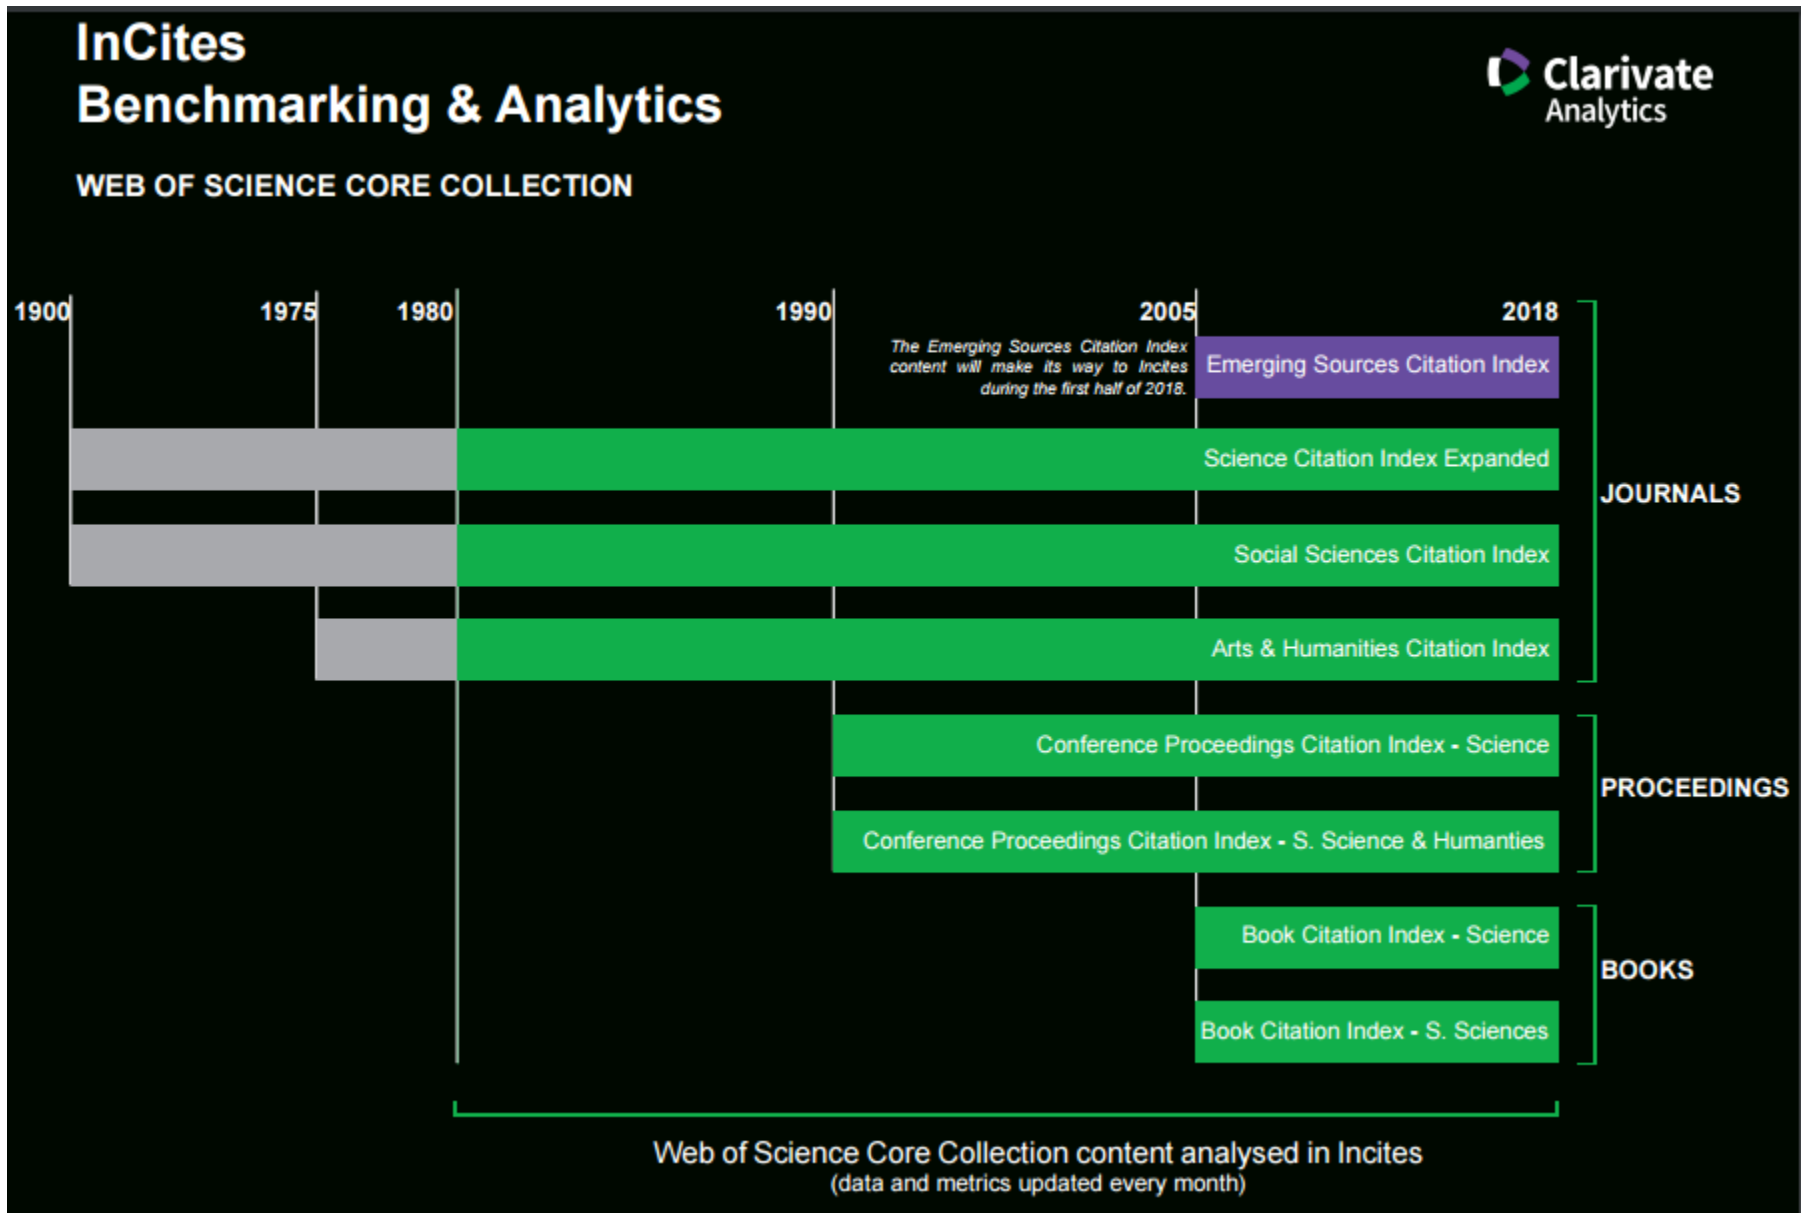 InCites
Benchmarking & Analytics
Clarivate
Analytics
WEB OF SCIENCE CORE COLLECTION
1900
1975
1980
1990
2005
2018
The Emerging Sources Citation Index
content will make its way to Incites
during the first half of 2018.
Emerging Sources Citation Index
Science Citation Index Expanded
Social Sciences Citation Index
Arts & Humanities Citation Index
JOURNALS
Conference Proceedings Citation Index - Science
Conference Proceedings Citation Index - S. Science & Humanties
PROCEEDINGS
Book Citation Index - Science
Book Citation Index - S. Sciences
BOOKS
Web of Science Core Collection content analysed in Incites
(data and metrics updated every month)